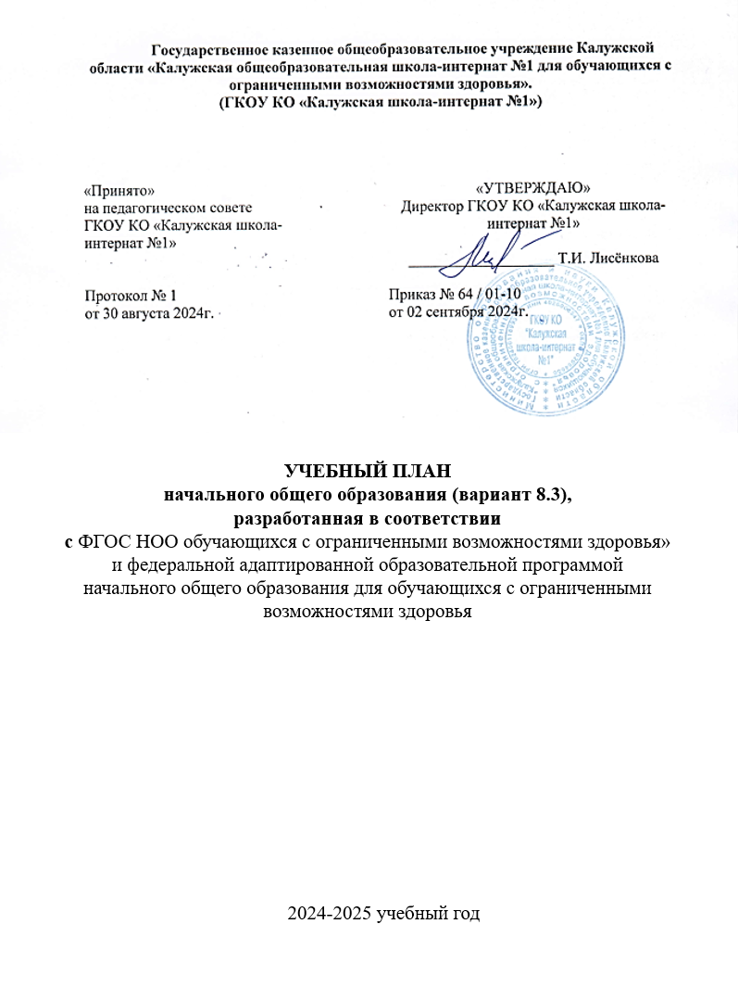 Государственное казенное общеобразовательное учреждение Калужской
области «Калужская общеобразовательная школа-интернат №1 для обучающихся с
ограниченными возможностями здоровья».
(ГКОУ КО «Калужская школа-интернат №1»)
«Принято»
на педагогическом совете
ГКОУ КО «Калужская школа-
интернат №1»
Протокол № 1
от 30 августа 2024г.
«УТВЕРЖДАЮ»
Директор ГКОУ КО «Калужская школа-
интернат №1»
Т.И. Лисёнкова
Приказ № 64 / 01-10
от 02 сентября 2024г.
ГКОУ КО
"Калужская
школа-интернат
№1"
УЧЕБНЫЙ ПЛАН
начального общего образования (вариант 8.3),
разработанная в соответствии
с ФГОС НОО обучающихся с ограниченными возможностями здоровья»
и федеральной адаптированной образовательной программой
начального общего образования для обучающихся с ограниченными
возможностями здоровья
2024-2025 учебный год